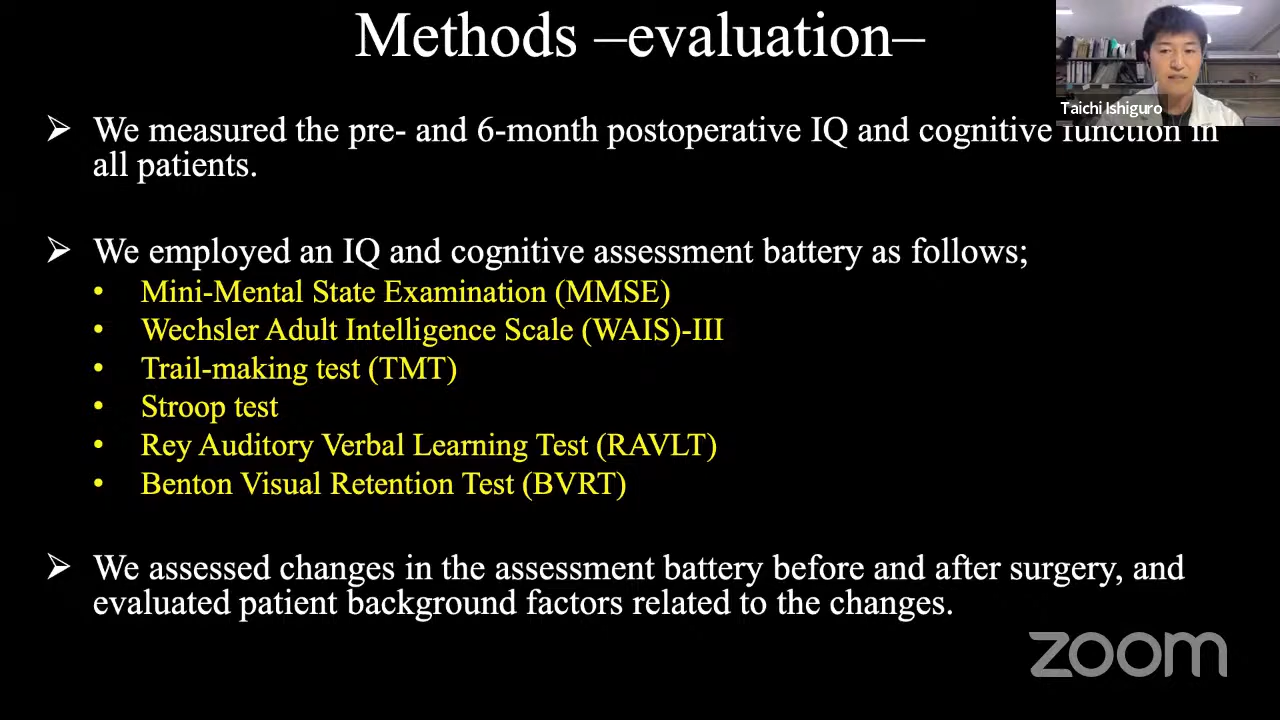 Methods –evaluation–
Taichi Ishiguro
➢ We measured the pre- and 6-month postoperative IQ and cognitive function in
all patients.
➢ We employed an IQ and cognitive assessment battery as follows;
• Mini-Mental State Examination (MMSE)
• Wechsler Adult Intelligence Scale (WAIS)-III
• Trail-making test (TMT)
• Stroop test
• Rey Auditory Verbal Learning Test (RAVLT)
• Benton Visual Retention Test (BVRT)
➢ We assessed changes in the assessment battery before and after surgery, and
evaluated patient background factors related to the changes.
zoom